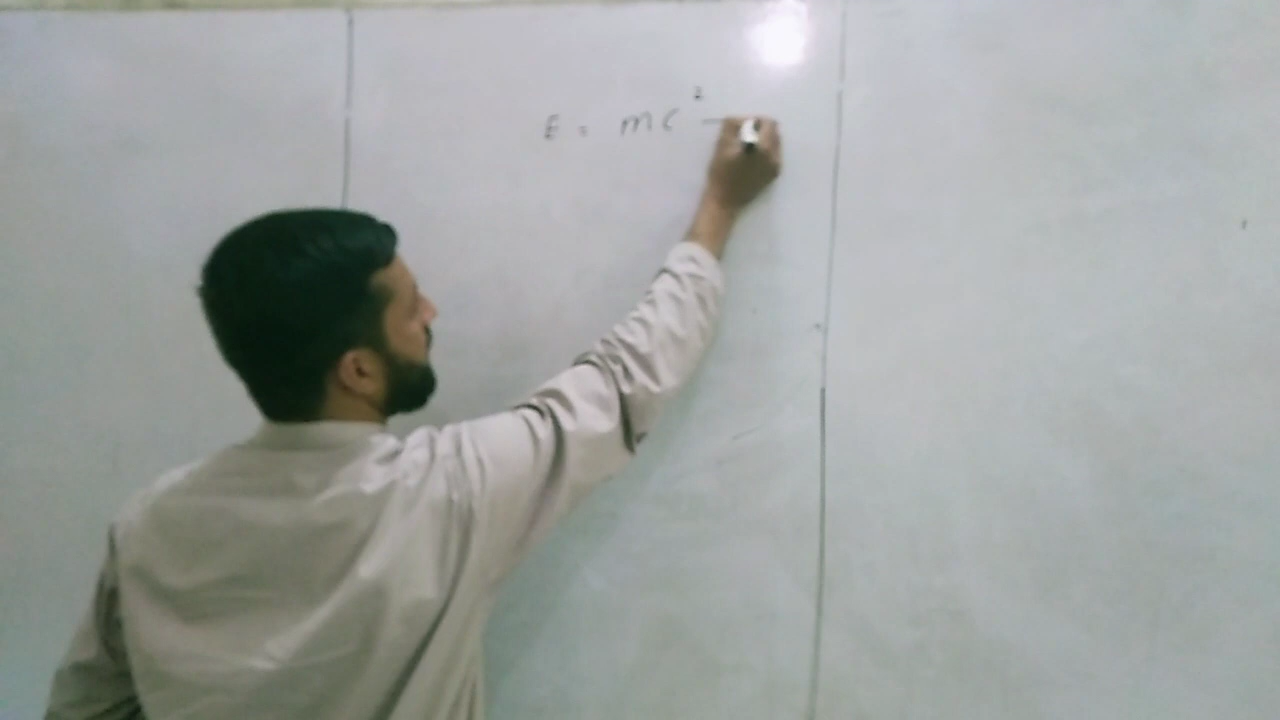 E = mc² —